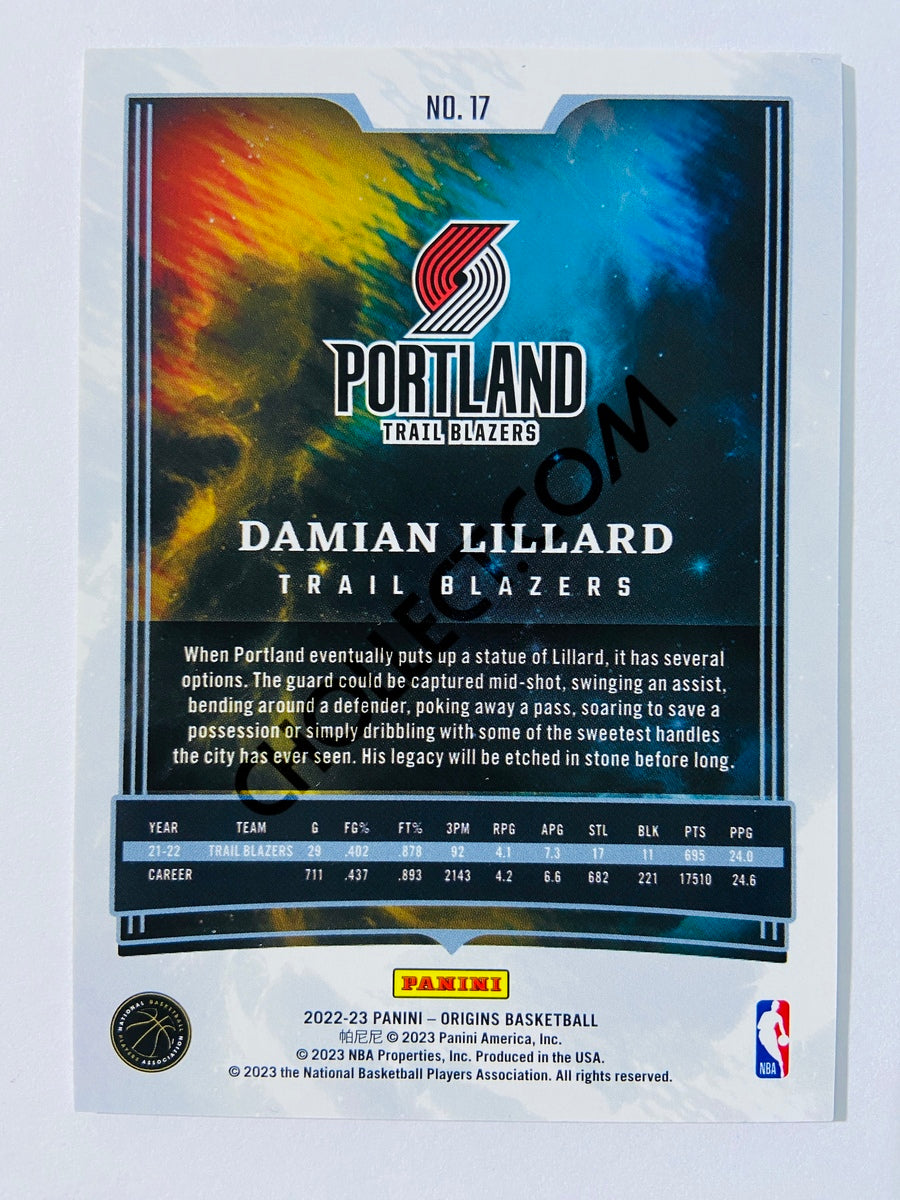 NO. 17
PORTLAND
TRAIL BLAZERS
DAMIAN LILLARD
TRAIL BLAZERS
When Portland eventually puts up a statue of Lillard, it has several
options. The guard could be captured mid-shot, swinging an assist,
bending around a defender, poking away a pass, soaring to save a
possession or simply dribbling with some of the sweetest handles
the city has ever seen. His legacy will be etched in stone before long.
CHOLLECT.COM
YEAR TEAM G FG% FT% 3PM RPG APG STL BLK PTS PPG
21-22 TRAIL BLAZERS 29 .402 .878 92 4.1 7.3 17 11 695 24.0
CAREER 711 .437 .893 2143 4.2 6.6 682 221 17510 24.6
PANINI
NATIONAL BASKETBALL PLAYERS ASSOCIATION
2022-23 PANINI – ORIGINS BASKETBALL
帕尼尼 © 2023 Panini America, Inc.
© 2023 NBA Properties, Inc. Produced in the USA.
© 2023 the National Basketball Players Association. All rights reserved.
NBA